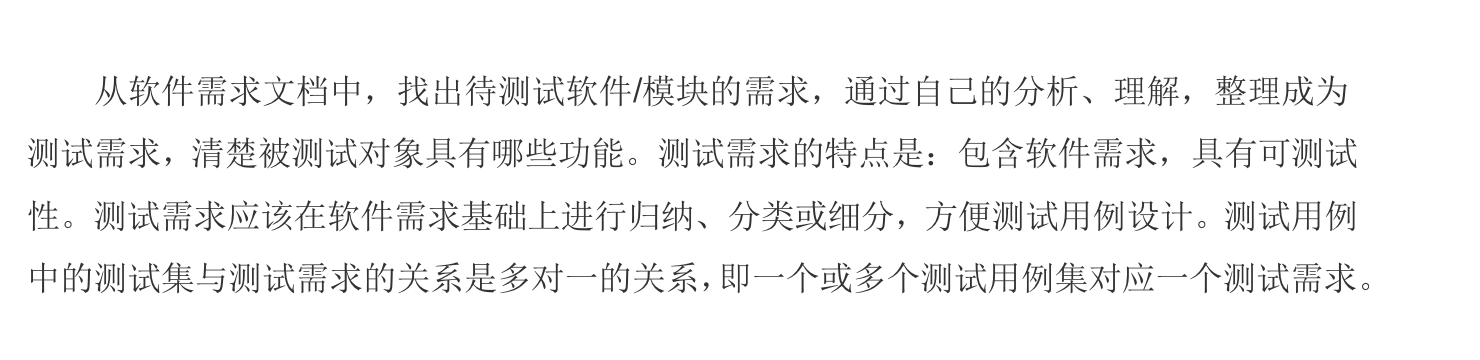 从软件需求文档中，找出待测试软件/模块的需求，通过自己的分析、理解，整理成为
测试需求，清楚被测试对象具有哪些功能。测试需求的特点是：包含软件需求，具有可测试
性。测试需求应该在软件需求基础上进行归纳、分类或细分，方便测试用例设计。测试用例
中的测试集与测试需求的关系是多对一的关系，即一个或多个测试用例集对应一个测试需求。